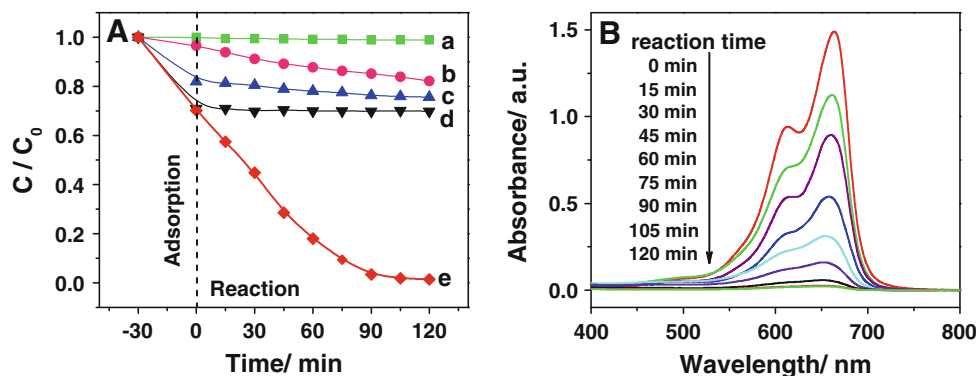 A
1.0
0.8
0.6
0.4
0.2
0.0
C / C0
Adsorption
Reaction
a
b
c
d
e
-30
0
30
60
90
120
Time/ min
B
1.5
1.0
0.5
0.0
Absorbance/ a.u.
reaction time
0 min
15 min
30 min
45 min
60 min
75 min
90 min
105 min
120 min
400
500
600
700
800
Wavelength/ nm